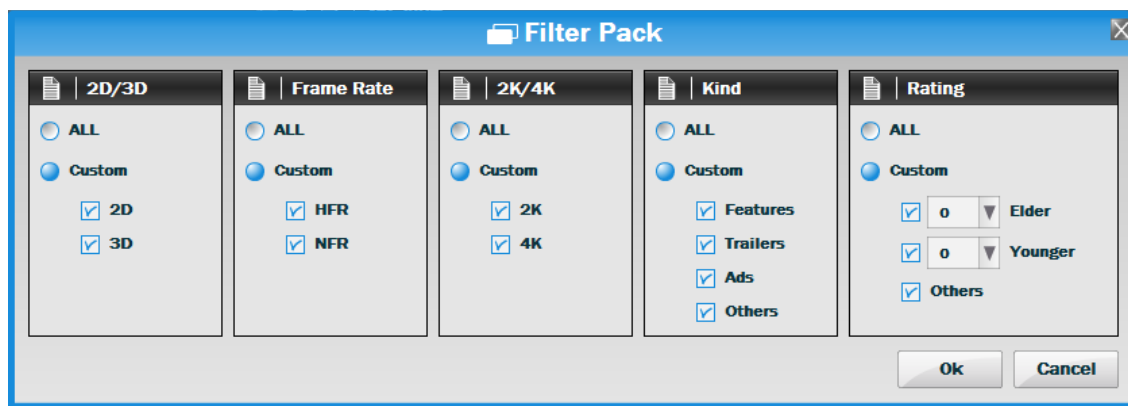 Filter Pack
2D/3D
ALL
Custom
2D
3D
Frame Rate
ALL
Custom
HFR
NFR
2K/4K
ALL
Custom
2K
4K
Kind
ALL
Custom
Features
Trailers
Ads
Others
Rating
ALL
Custom
0 Elder
0 Younger
Others
Ok Cancel